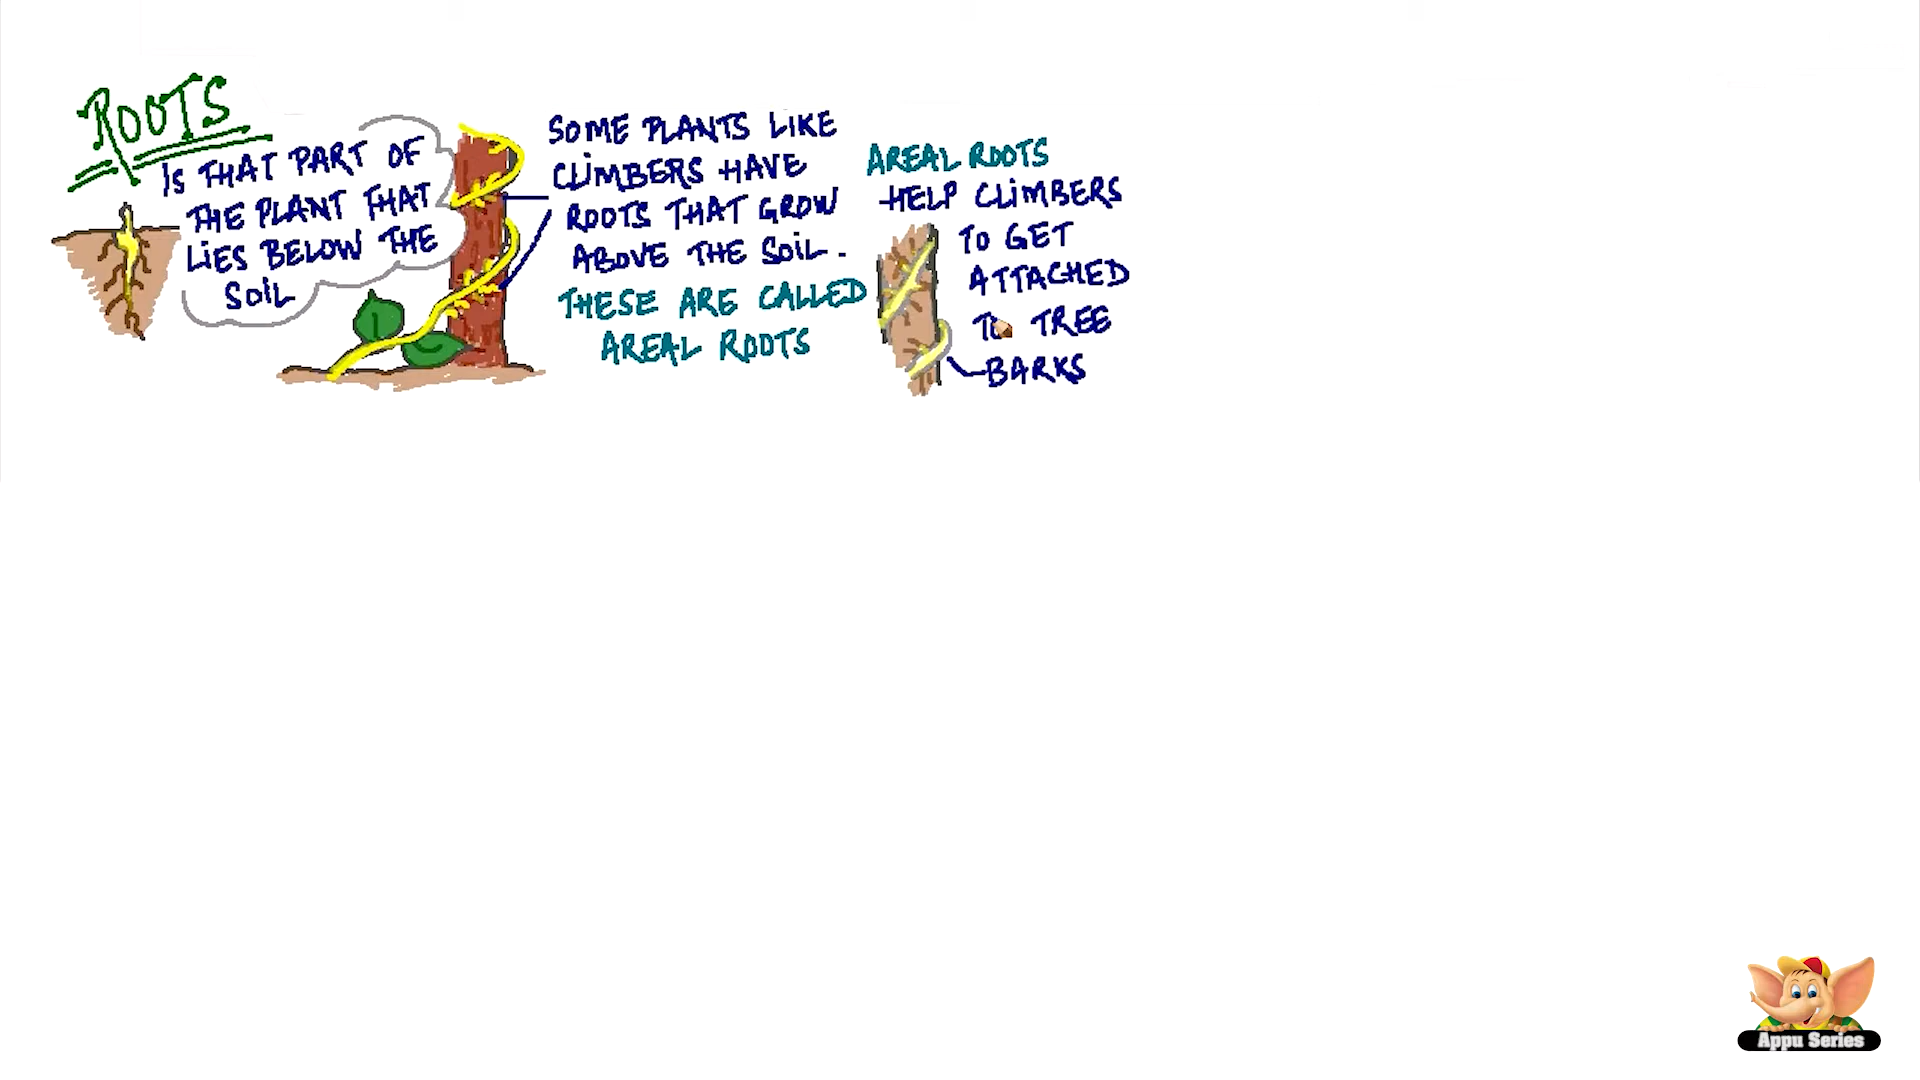 ROOTS
IS THAT PART OF
THE PLANT THAT
LIES BELOW THE
SOIL
SOME PLANTS LIKE
CLIMBERS HAVE
ROOTS THAT GROW
ABOVE THE SOIL.
THESE ARE CALLED
AREAL ROOTS
AREAL ROOTS
HELP CLIMBERS
TO GET
ATTACHED
TO TREE
BARKS
Appu Series